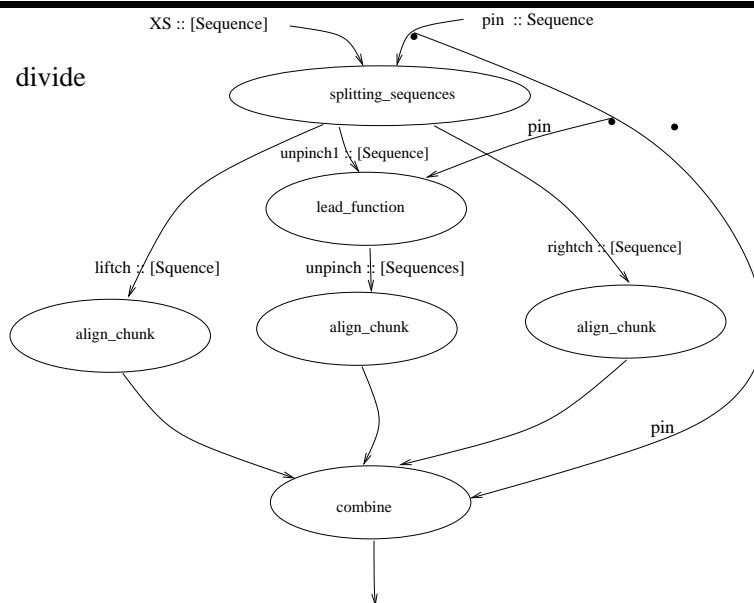 XS :: [Sequence]
pin :: Sequence
divide
splitting_sequences
pin
unpinch1 :: [Sequence]
lead_function
rightch :: [Sequence]
liftch :: [Squence]
unpinch :: [Sequences]
align_chunk
align_chunk
align_chunk
pin
combine